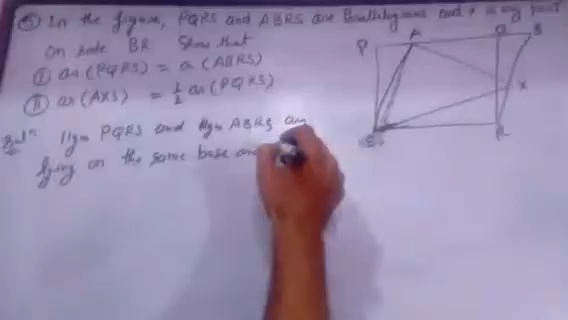 ⑤ In the figure, PQRS and ABRS are Parallelograms and X is any point
on side BR. Show that
① ar(PQRS) = ar(ABRS)
② ar(AXS) = 1/2 ar(PQRS)
Solⁿ ||gm PQRS and ||gm ABRS are
lying on the same base and
P A Q B
X
S R